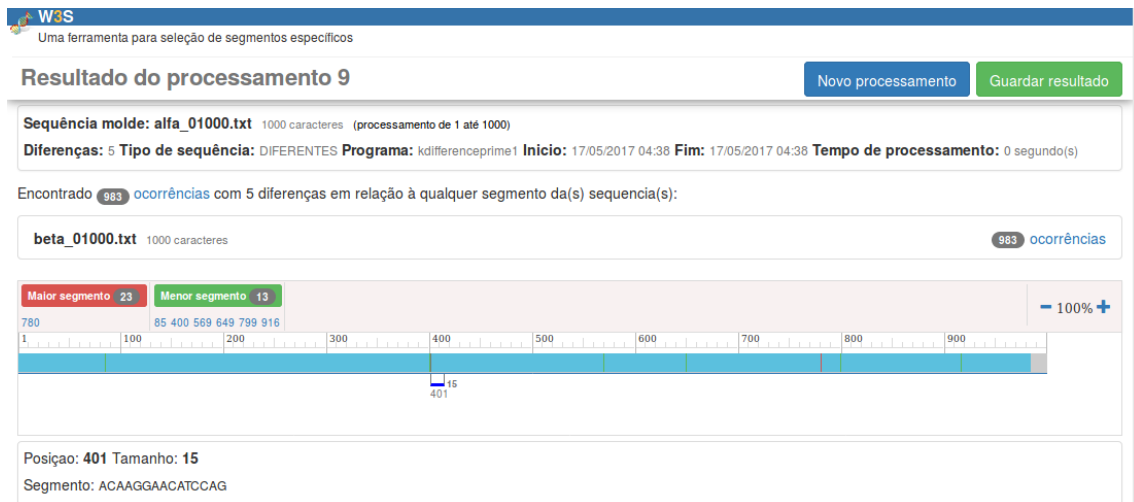 W3S
Uma ferramenta para seleção de segmentos específicos
Resultado do processamento 9
Novo processamento
Guardar resultado
Sequência molde: alfa_01000.txt 1000 caracteres (processamento de 1 até 1000)
Diferenças: 5 Tipo de sequência: DIFERENTES Programa: kdifferenceprime1 Inicio: 17/05/2017 04:38 Fim: 17/05/2017 04:38 Tempo de processamento: 0 segundo(s)
Encontrado 983 ocorrências com 5 diferenças em relação à qualquer segmento da(s) sequencia(s):
beta_01000.txt 1000 caracteres 983 ocorrências
Maior segmento 23 Menor segmento 13
- 100% +
780 85 400 569 649 799 916
1 100 200 300 400 500 600 700 800 900
15
401
Posiçao: 401 Tamanho: 15
Segmento: ACAAGGAACATCCAG